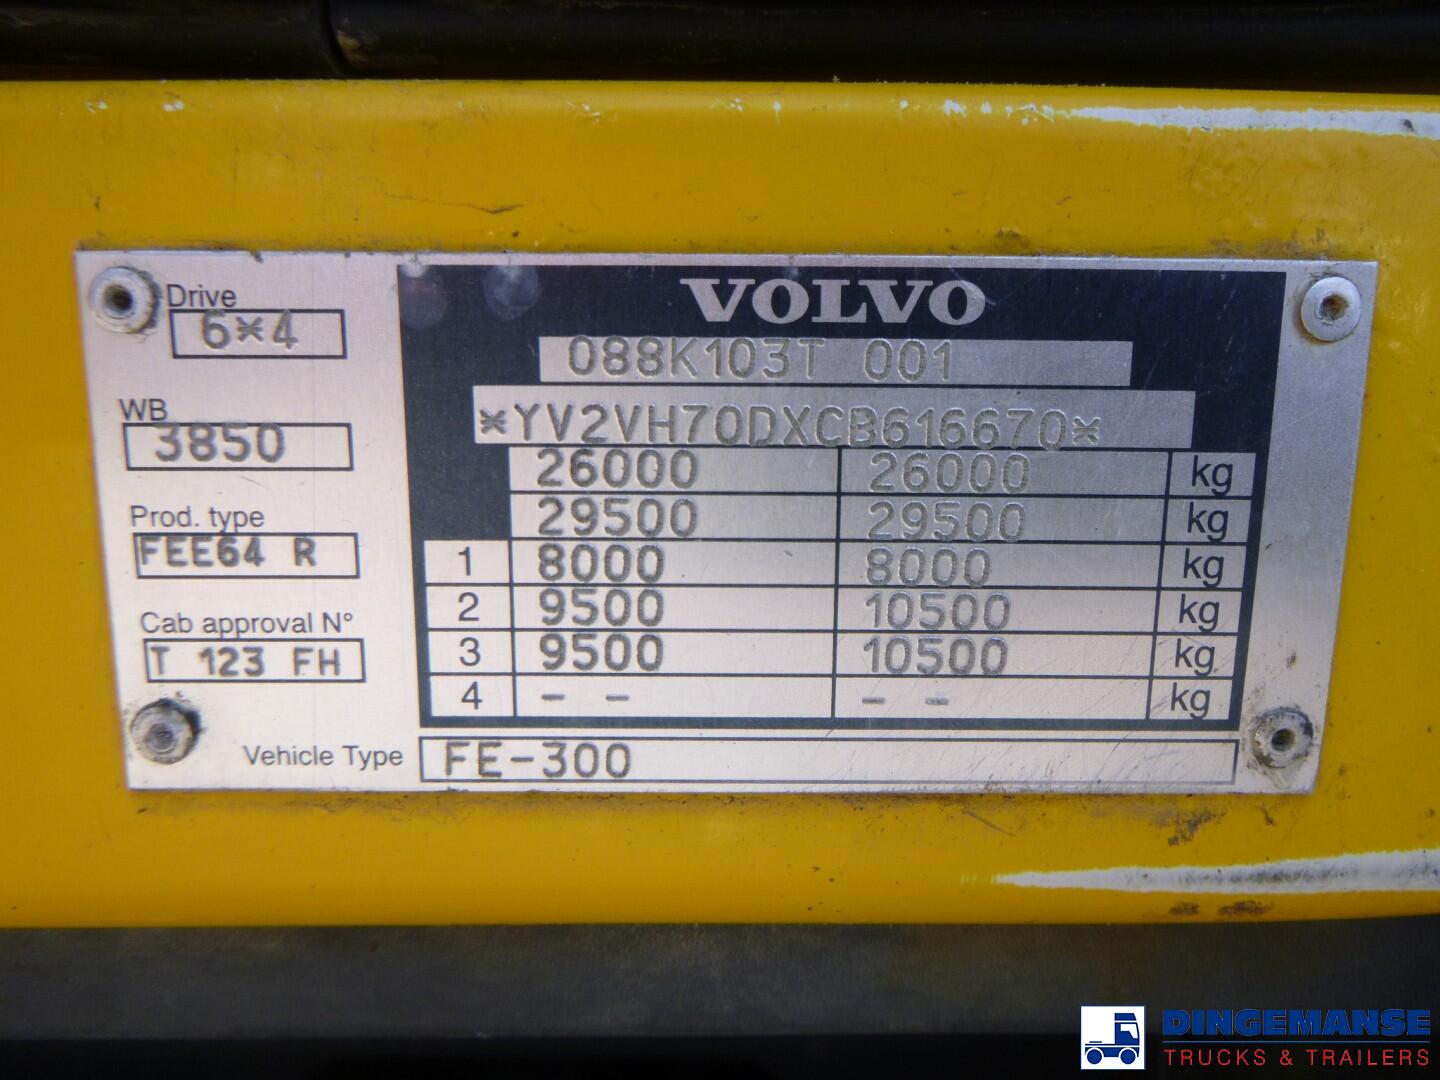 VOLVO
Drive
6*4
088K103T 001
WB
3850
*YV2VH70DXCB616670*
26000 26000 kg
29500 29500 kg
Prod. type
FEE64 R
1 8000 8000 kg
2 9500 10500 kg
Cab approval N°
T 123 FH
3 9500 10500 kg
4 - - - - kg
Vehicle Type FE-300
DINGEMANSE
TRUCKS & TRAILERS